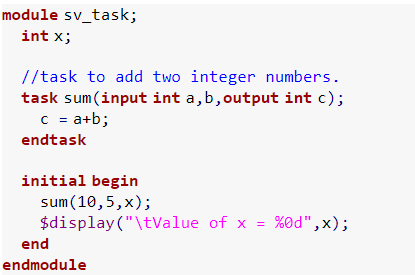 module sv_task;
  int x;

  //task to add two integer numbers.
  task sum(input int a,b,output int c);
    c = a+b;
  endtask

  initial begin
    sum(10,5,x);
    $display("\tValue of x = %0d",x);
  end
endmodule